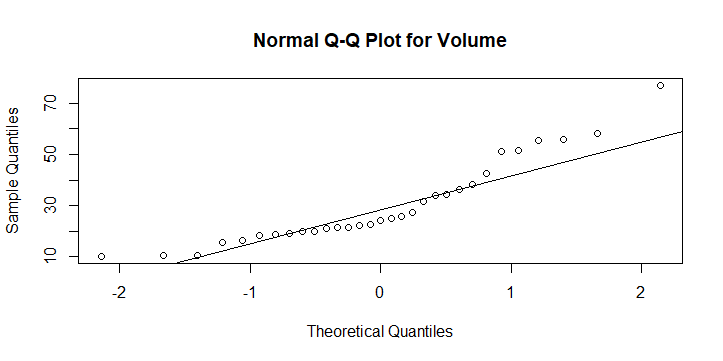 Normal Q-Q Plot for Volume
Sample Quantiles
70
50
30
10
-2 -1 0 1 2
Theoretical Quantiles